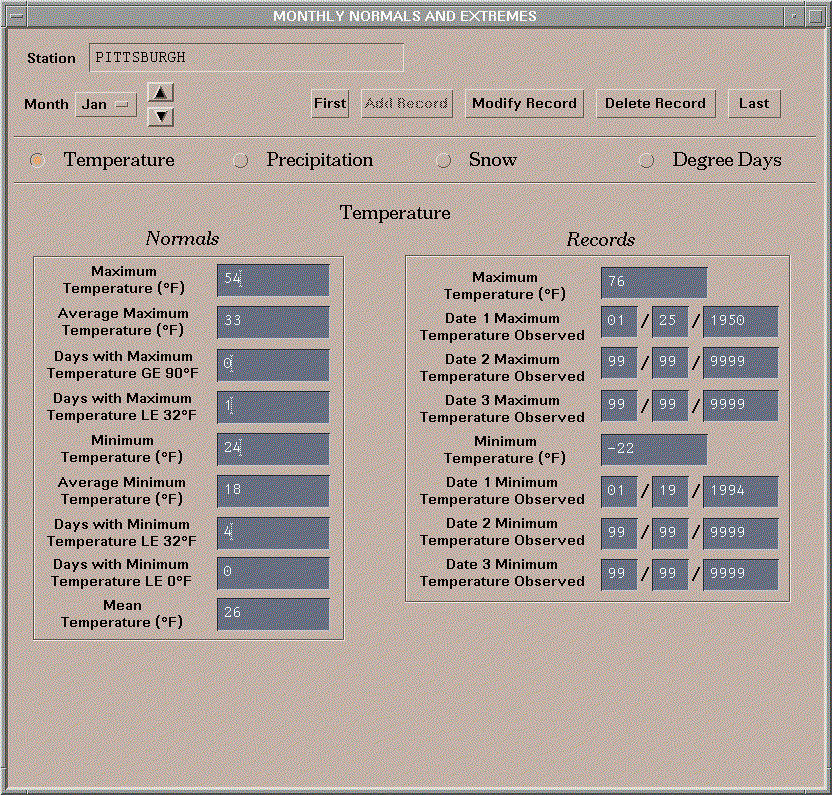 MONTHLY NORMALS AND EXTREMES
Station PITTSBURGH
Month Jan First Add Record Modify Record Delete Record Last
Temperature Precipitation Snow Degree Days
Temperature
Normals
Maximum
Temperature (°F) 54
Average Maximum
Temperature (°F) 33
Days with Maximum
Temperature GE 90°F 0
Days with Maximum
Temperature LE 32°F 1
Minimum
Temperature (°F) 24
Average Minimum
Temperature (°F) 18
Days with Minimum
Temperature LE 32°F 4
Days with Minimum
Temperature LE 0°F 0
Mean
Temperature (°F) 26
Records
Maximum
Temperature (°F) 76
Date 1 Maximum
Temperature Observed 01 / 25 / 1950
Date 2 Maximum
Temperature Observed 99 / 99 / 9999
Date 3 Maximum
Temperature Observed 99 / 99 / 9999
Minimum
Temperature (°F) -22
Date 1 Minimum
Temperature Observed 01 / 19 / 1994
Date 2 Minimum
Temperature Observed 99 / 99 / 9999
Date 3 Minimum
Temperature Observed 99 / 99 / 9999